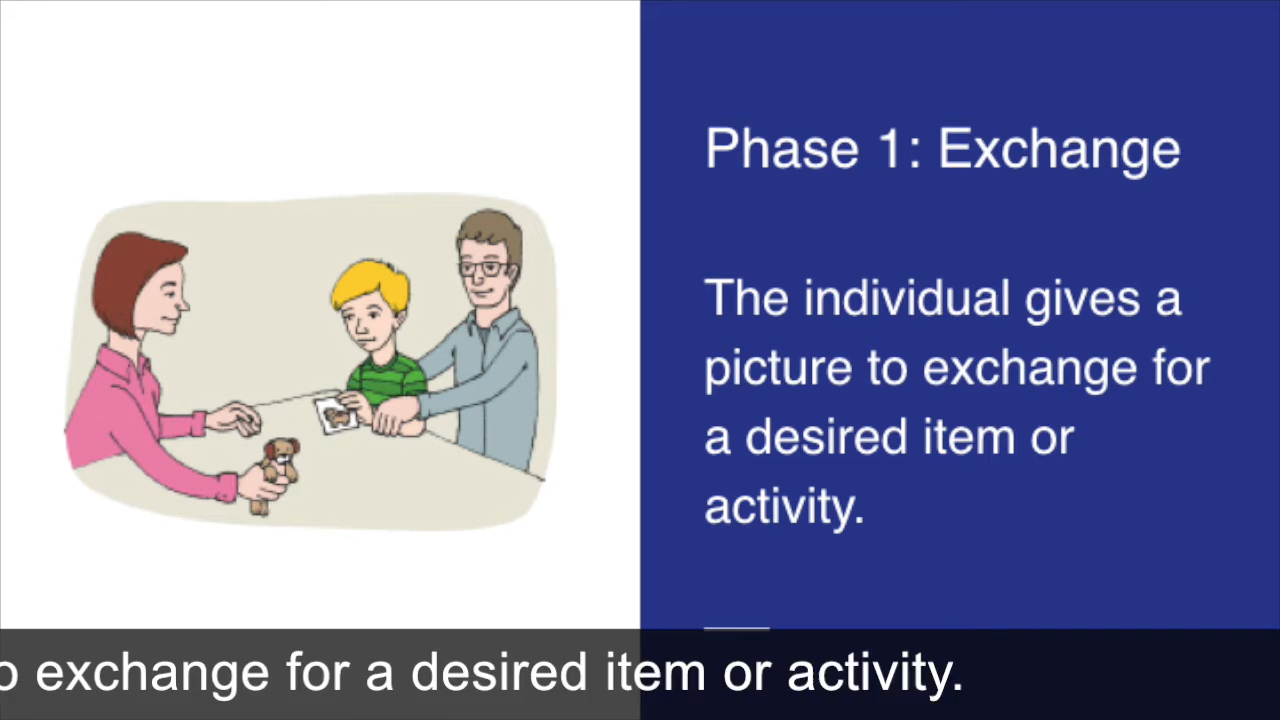 Phase 1: Exchange
The individual gives a
picture to exchange for
a desired item or
activity.
exchange for a desired item or activity.